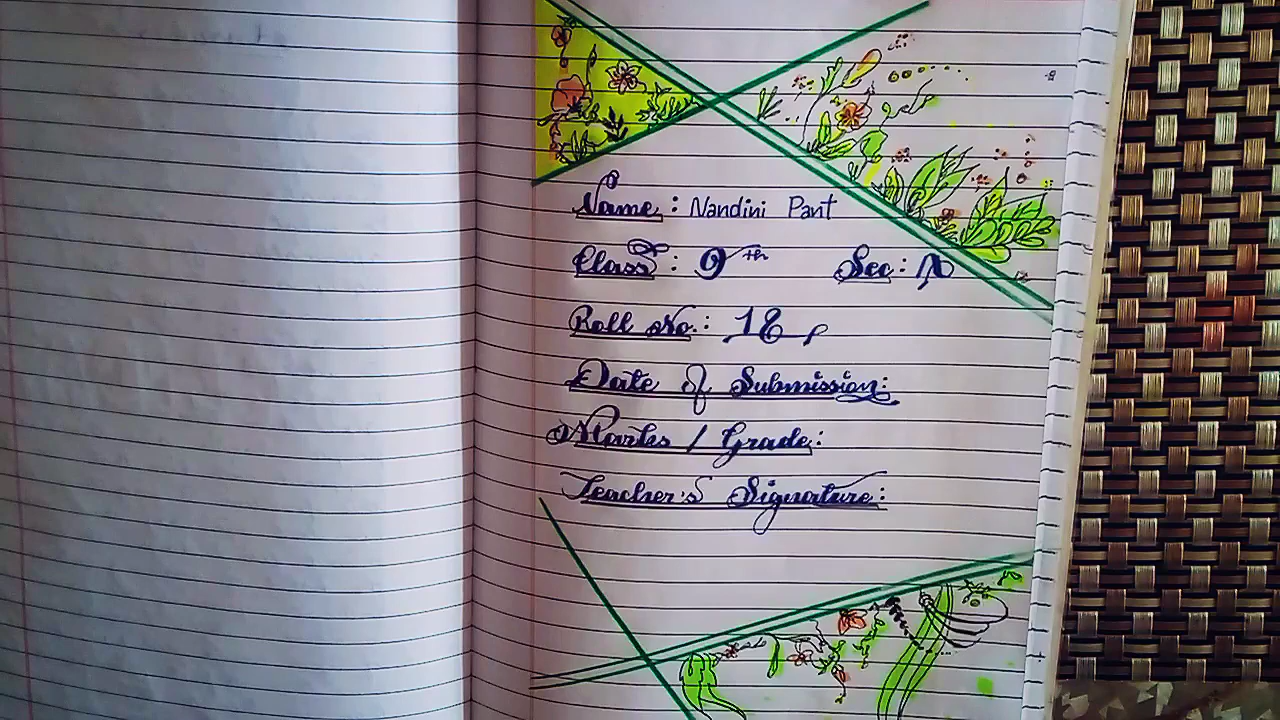 Name : Nandini Pant
Class : 9th Sec : A
Roll No. : 18
Date of Submission:
Marks / Grade:
Teacher's Signature: